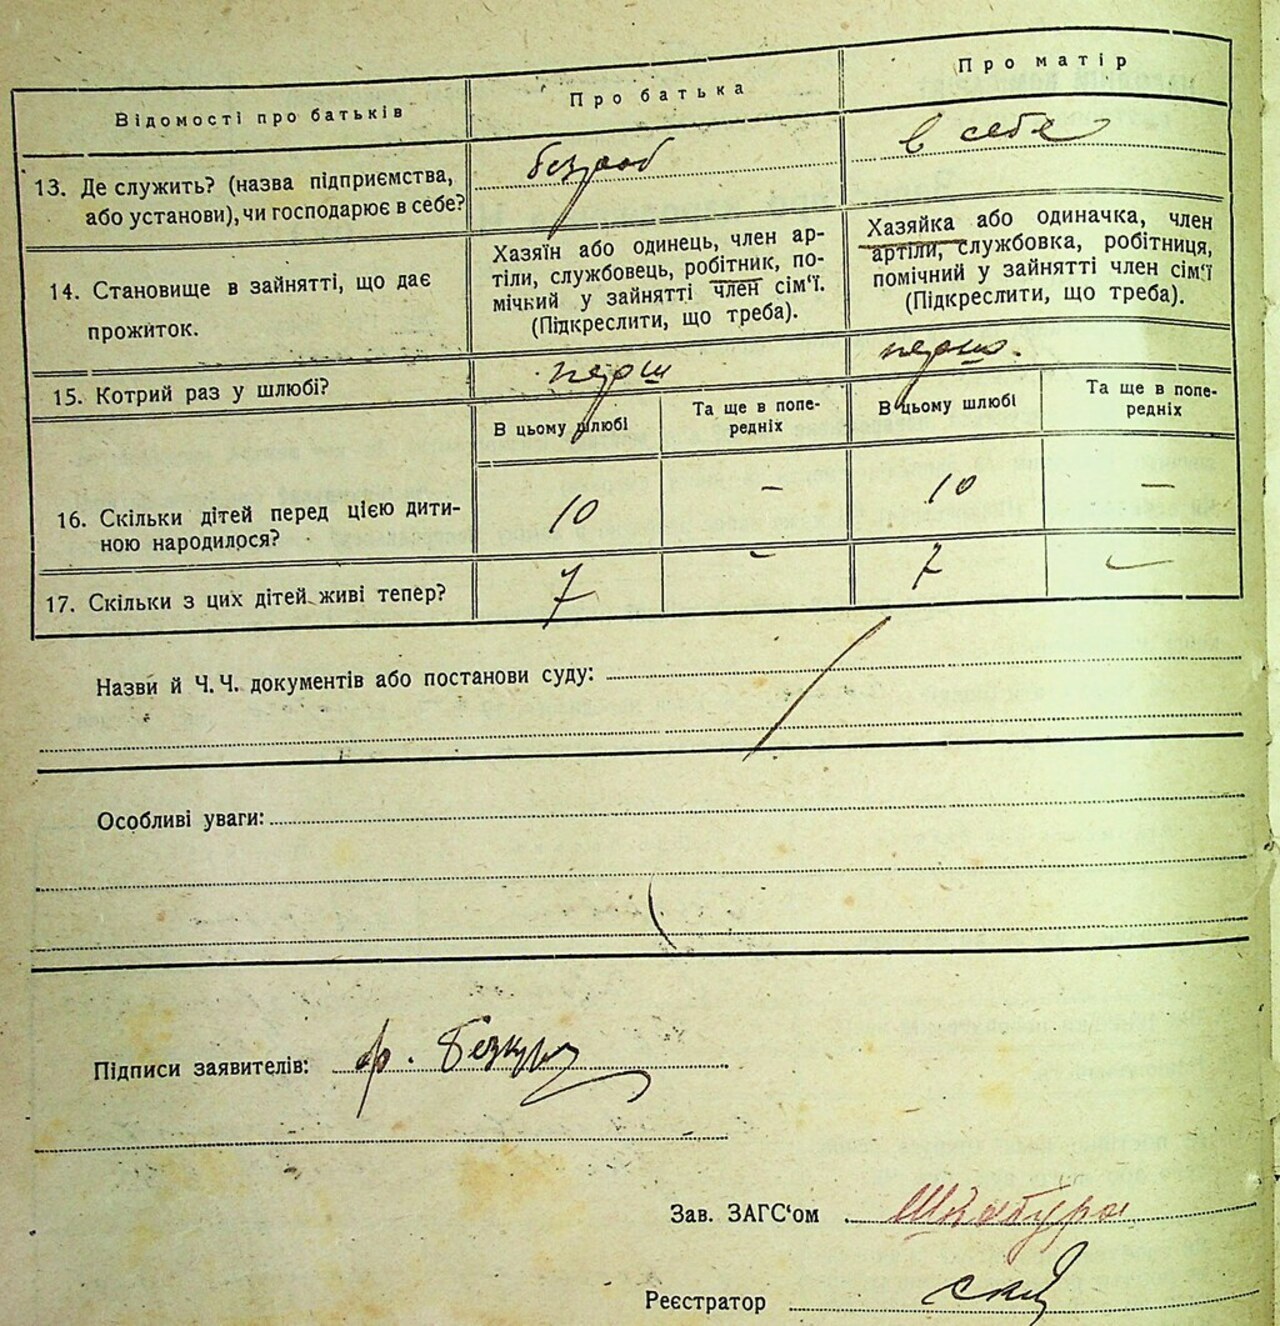 Відомості про батьків
Про батька
Про матір
13. Де служить? (назва підприємства,
або установи), чи господарює в себе?
безроб
в себе
14. Становище в зайнятті, що дає
прожиток.
Хазяїн або одинець, член ар-
тіли, службовець, робітник, по-
мічний у зайнятті член сім'ї.
(Підкреслити, що треба).
Хазяйка або одиначка, член
артіли, службовка, робітниця,
помічний у зайнятті член сім'ї
(Підкреслити, що треба).
15. Котрий раз у шлюбі?
перш
перш.
В цьому шлюбі
Та ще в попе-
редніх
В цьому шлюбі
Та ще в попе-
редніх
16. Скільки дітей перед цією дити-
ною народилося?
10
–
10
–
17. Скільки з цих дітей живі тепер?
7
–
7
–
Назви й Ч. Ч. документів або постанови суду:
Особливі уваги:
Підписи заявителів:
Зав. ЗАГС'ом
Реєстратор